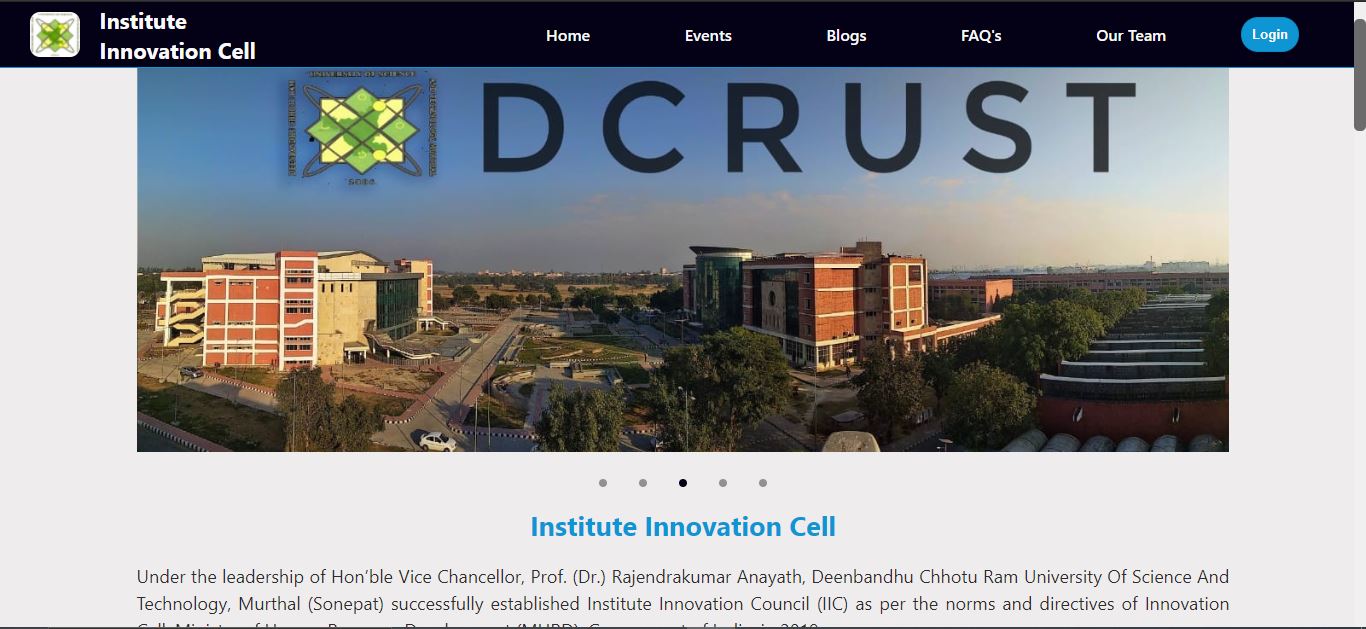 Institute
Innovation Cell
Home
Events
Blogs
FAQ's
Our Team
Login
UNIVERSITY OF SCIENCE
DCRUST
2006
Institute Innovation Cell
Under the leadership of Hon'ble Vice Chancellor, Prof. (Dr.) Rajendrakumar Anayath, Deenbandhu Chhotu Ram University Of Science And
Technology, Murthal (Sonepat) successfully established Institute Innovation Council (IIC) as per the norms and directives of Innovation